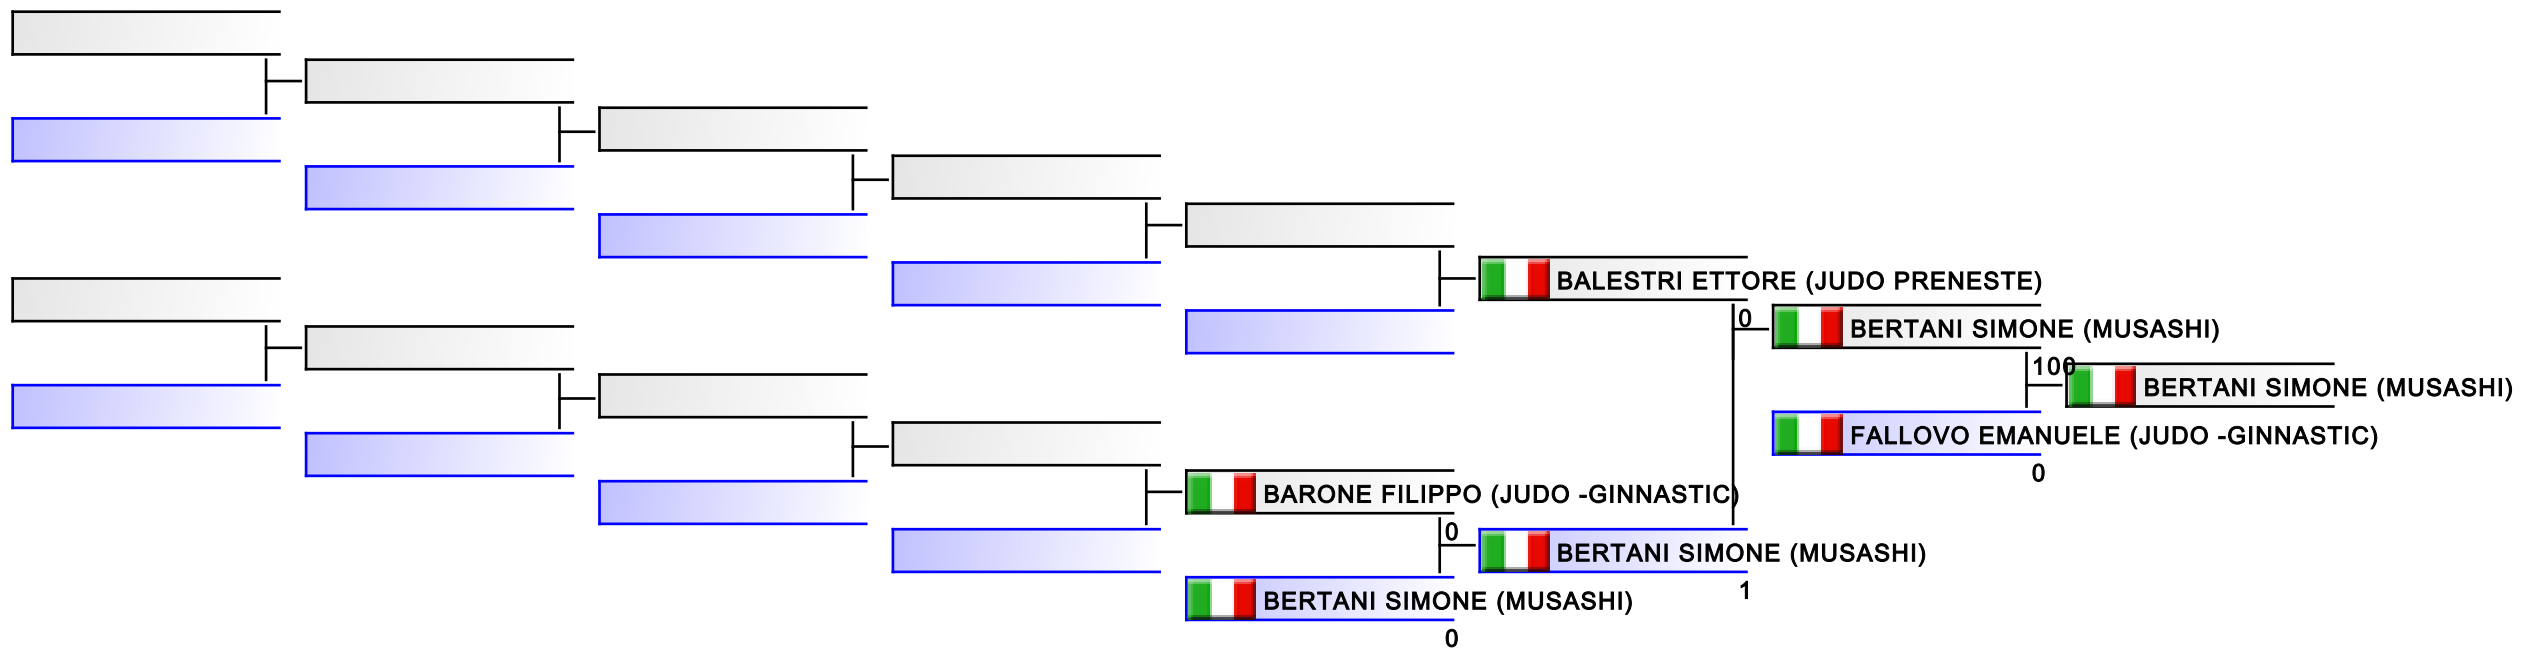 BALESTRI ETTORE (JUDO PRENESTE)
0
BERTANI SIMONE (MUSASHI)
100
BERTANI SIMONE (MUSASHI)
FALLOVO EMANUELE (JUDO -GINNASTIC)
0
BARONE FILIPPO (JUDO -GINNASTIC)
0
BERTANI SIMONE (MUSASHI)
1
BERTANI SIMONE (MUSASHI)
0